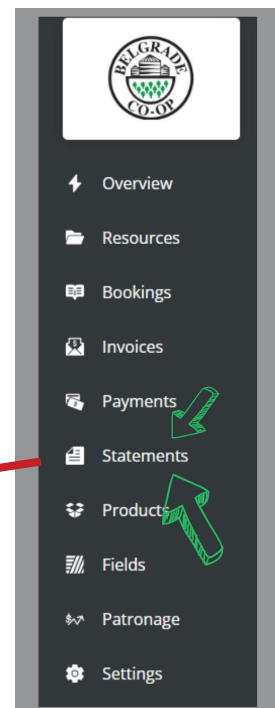 BELGRADE
CO-OP
Overview
Resources
Bookings
Invoices
Payments
Statements
Products
Fields
Patronage
Settings